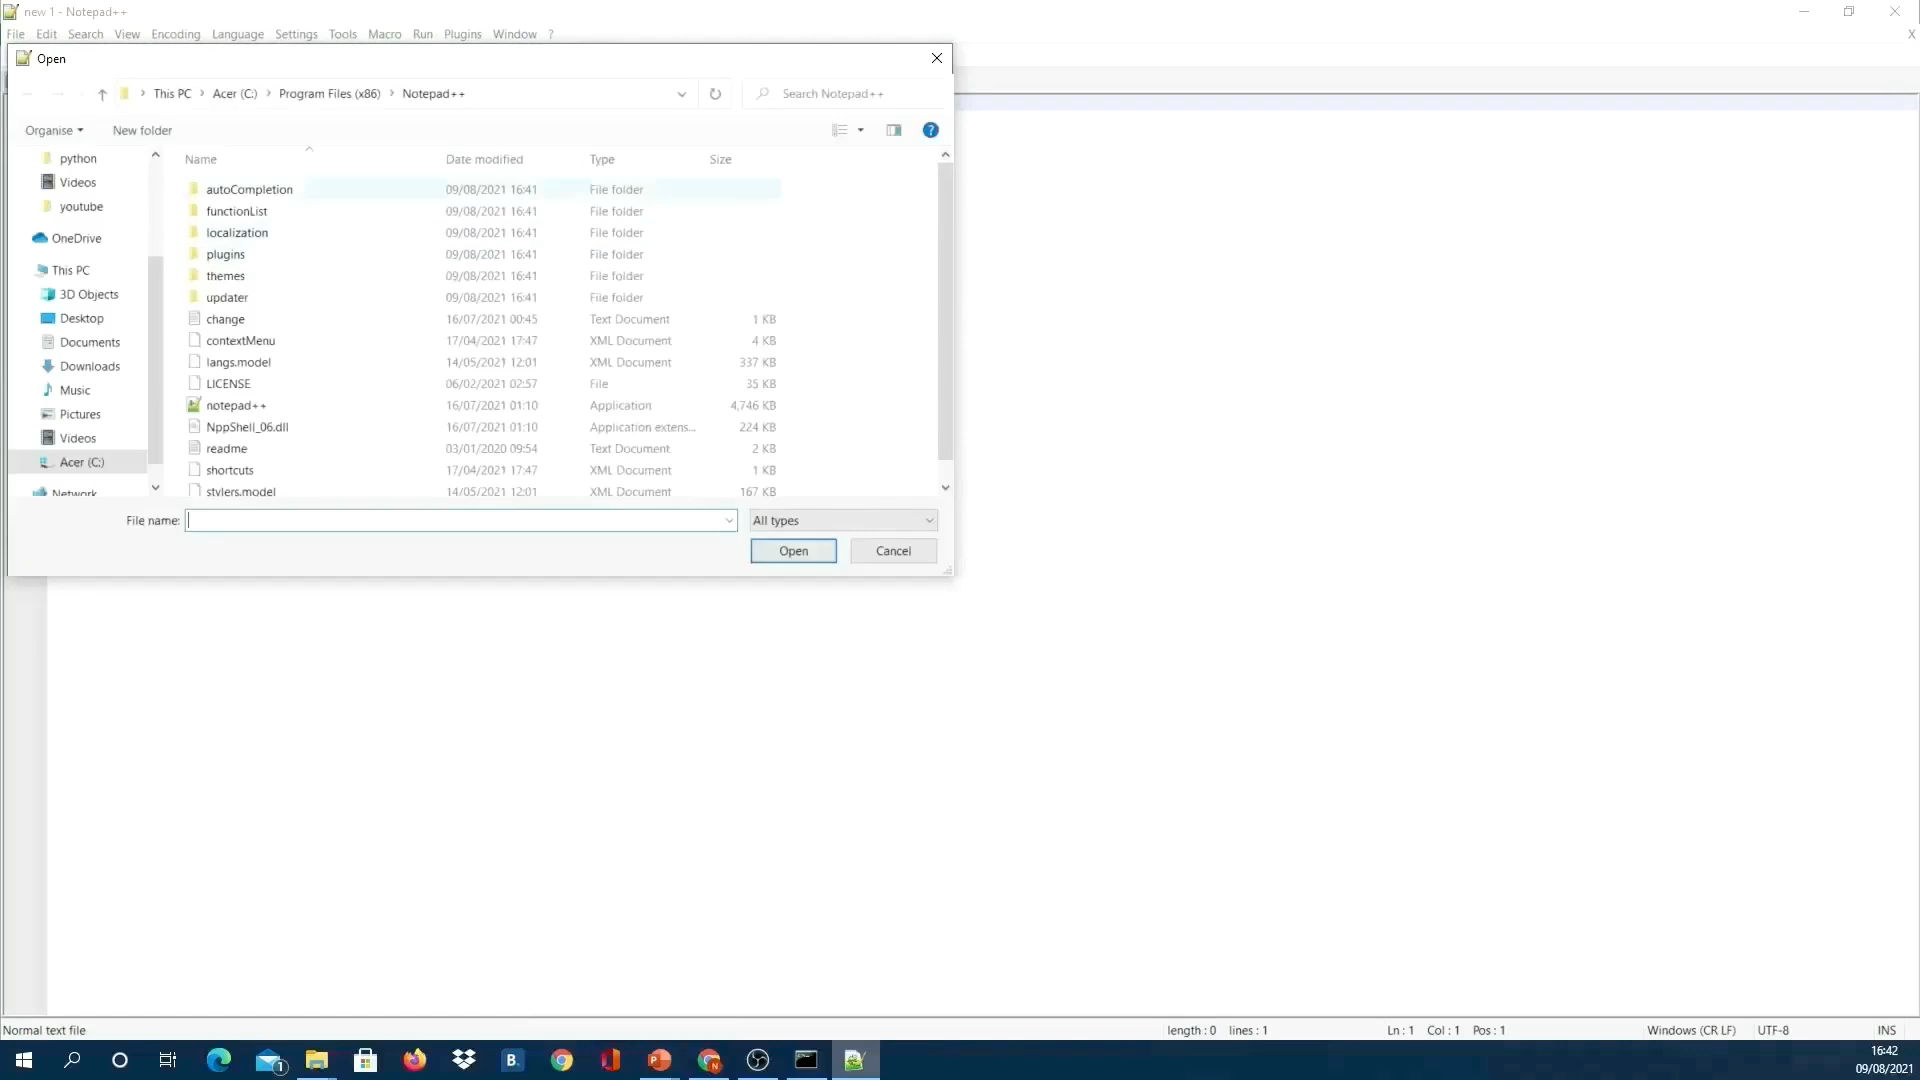 new 1 - Notepad++
File Edit Search View Encoding Language Settings Tools Macro Run Plugins Window ? X
Open
This PC Acer (C:) Program Files (x86) Notepad++ Search Notepad++
Organise New folder ?
Name Date modified Type Size
python
Videos
youtube
OneDrive
This PC
3D Objects
Desktop
Documents
Downloads
Music
Pictures
Videos
Acer (C:)
Network
autoCompletion 09/08/2021 16:41 File folder
functionList 09/08/2021 16:41 File folder
localization 09/08/2021 16:41 File folder
plugins 09/08/2021 16:41 File folder
themes 09/08/2021 16:41 File folder
updater 09/08/2021 16:41 File folder
change 16/07/2021 00:45 Text Document 1 KB
contextMenu 17/04/2021 17:47 XML Document 4 KB
langs.model 14/05/2021 12:01 XML Document 337 KB
LICENSE 06/02/2021 02:57 File 35 KB
notepad++ 16/07/2021 01:10 Application 4,746 KB
NppShell_06.dll 16/07/2021 01:10 Application extens... 224 KB
readme 03/01/2020 09:54 Text Document 2 KB
shortcuts 17/04/2021 17:47 XML Document 1 KB
stylers.model 14/05/2021 12:01 XML Document 167 KB
File name: All types
Open Cancel
Normal text file length : 0 lines : 1 Ln : 1 Col : 1 Pos : 1 Windows (CR LF) UTF-8 INS
1 B. P N
16:42
09/08/2021